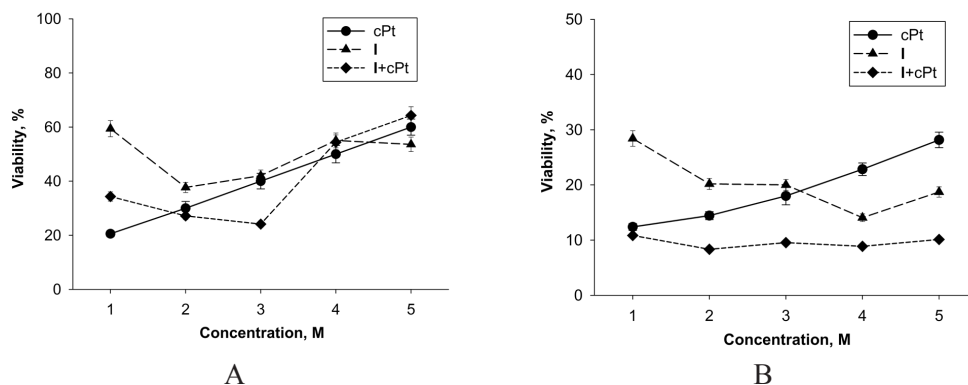 100
80
60
40
20
0
Viability, %
cPt
I
I+cPt
1 2 3 4 5
Concentration, M
A
50
40
30
20
10
0
Viability, %
cPt
I
I+cPt
1 2 3 4 5
Concentration, M
B